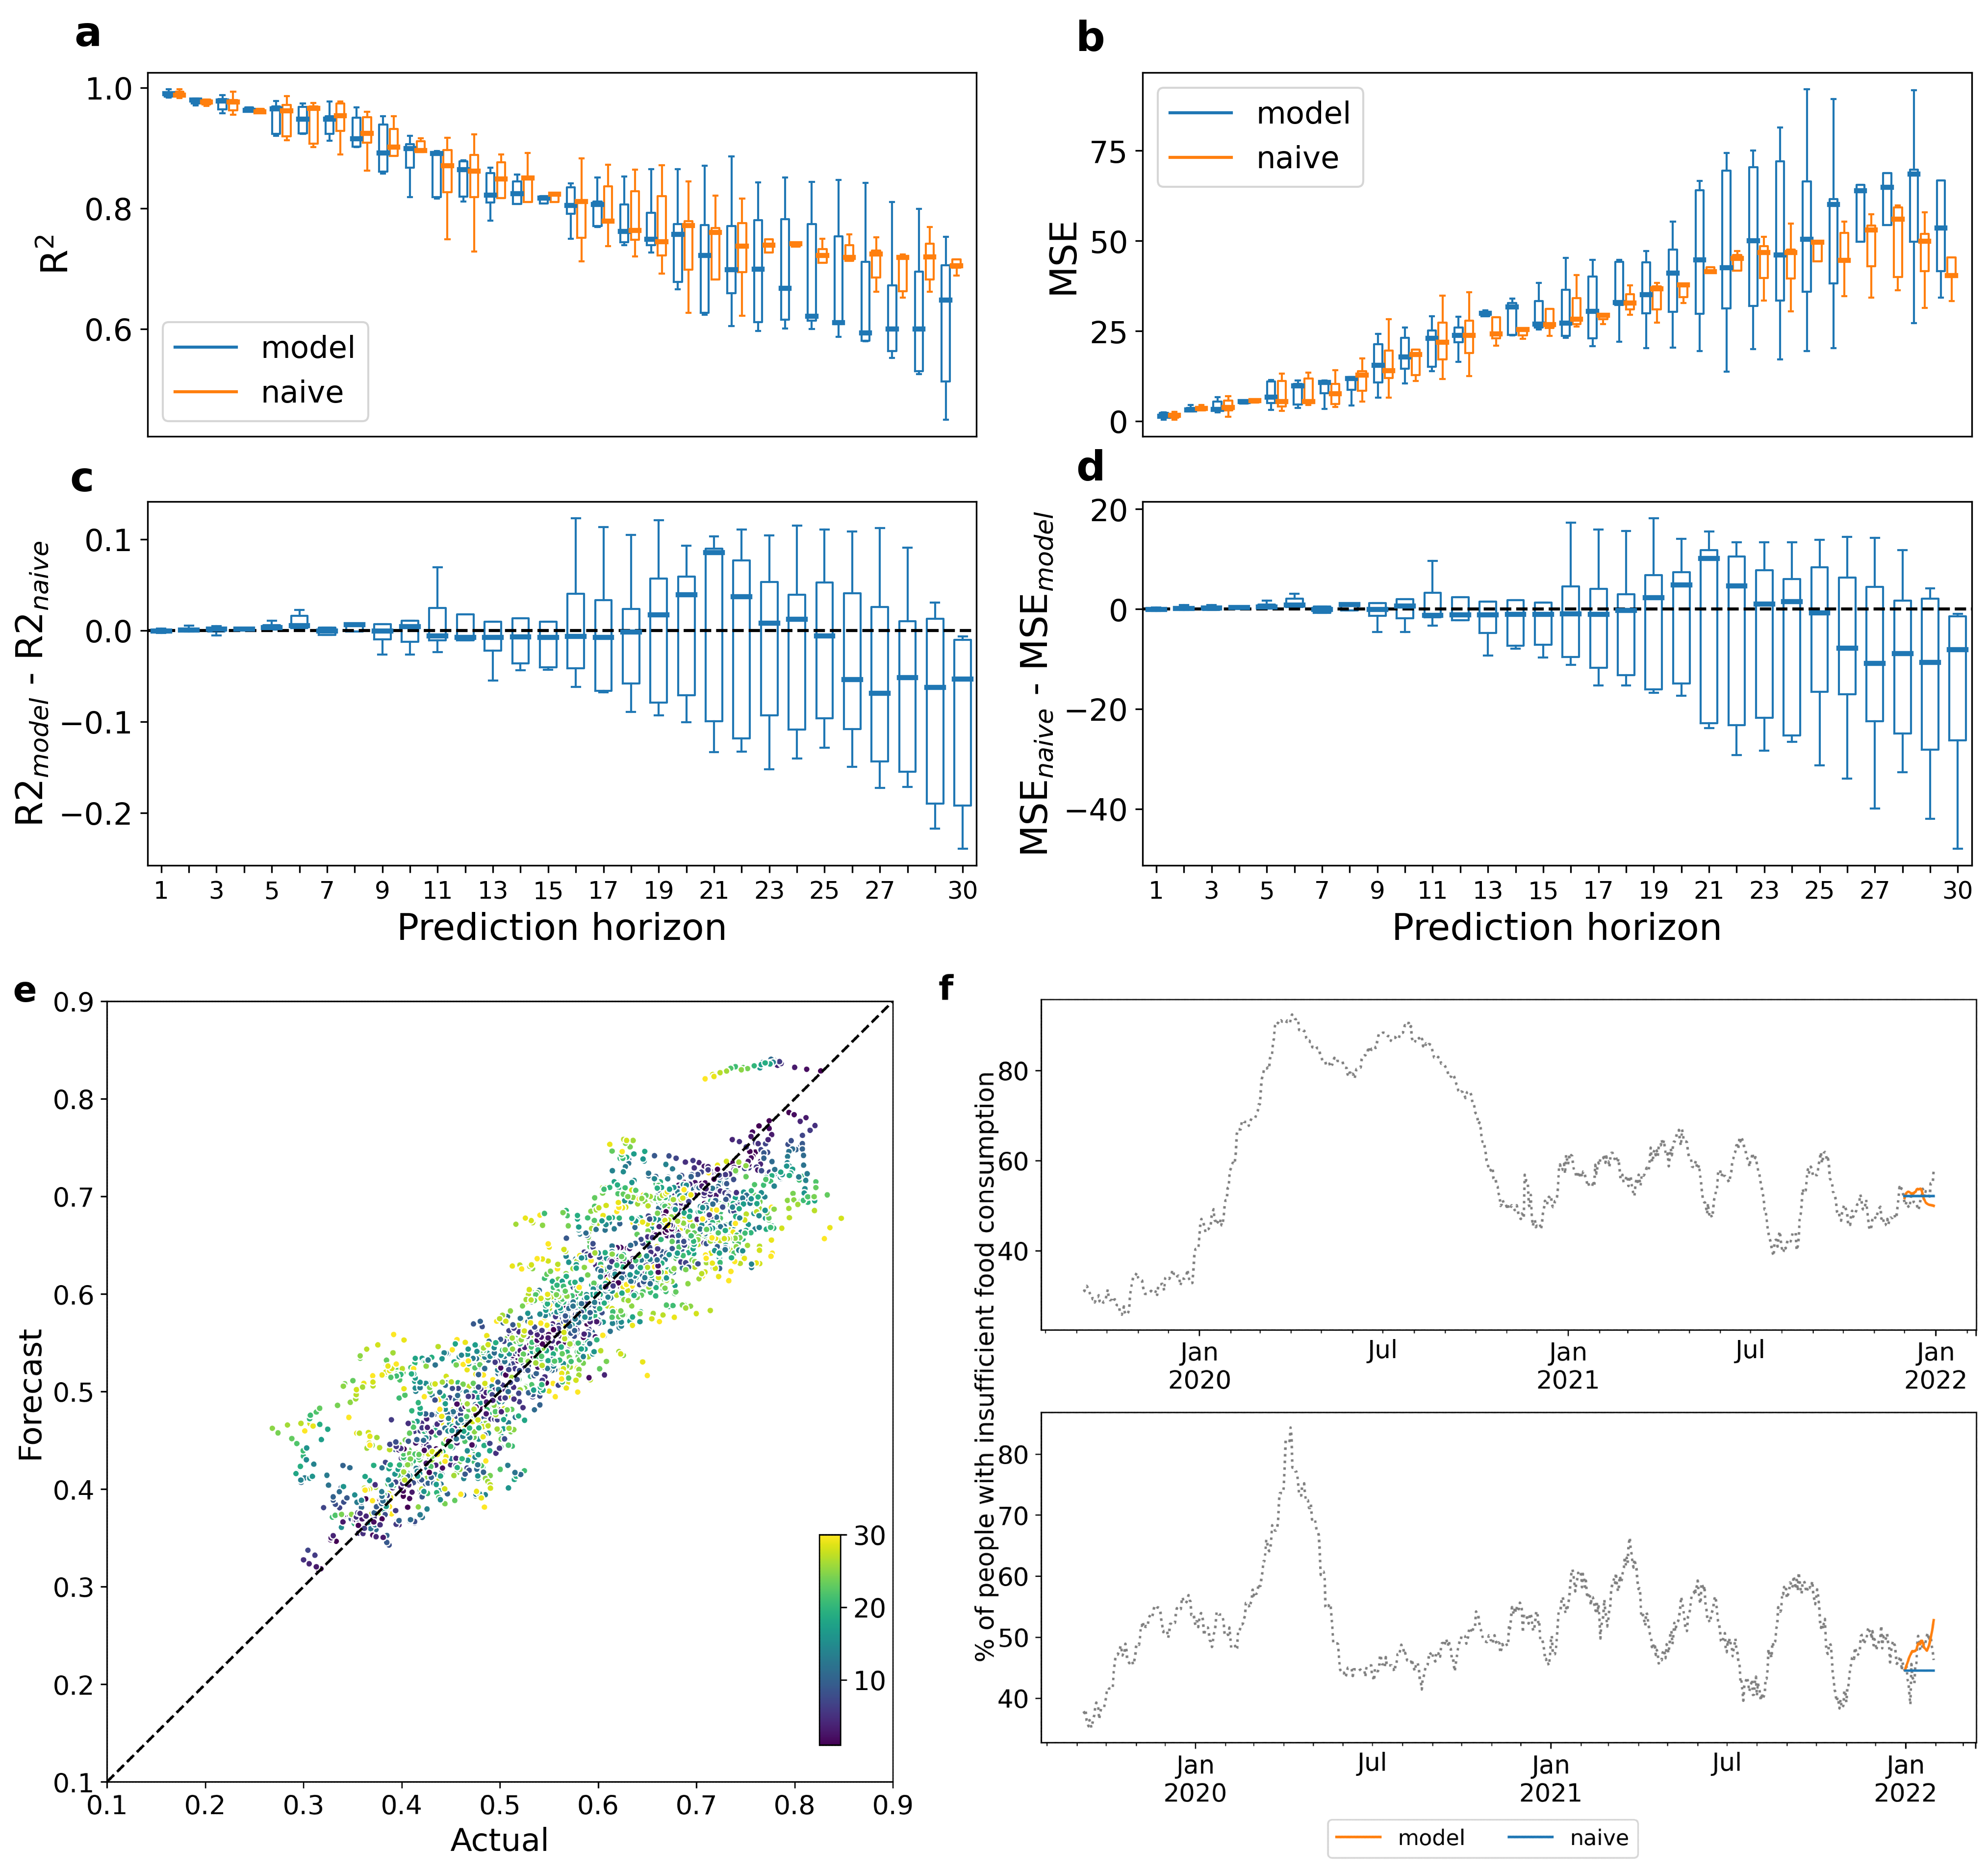 a
1.0
0.8
0.6
R²
model
naive
b
75
50
25
0
MSE
model
naive
c
0.1
0.0
−0.1
−0.2
R2model - R2naive
1 3 5 7 9 11 13 15 17 19 21 23 25 27 30
Prediction horizon
d
20
0
−20
−40
MSEnaive - MSEmodel
1 3 5 7 9 11 13 15 17 19 21 23 25 27 30
Prediction horizon
e
0.9
0.8
0.7
0.6
0.5
0.4
0.3
0.2
0.1
Forecast
30
20
10
0.1 0.2 0.3 0.4 0.5 0.6 0.7 0.8 0.9
Actual
f
% of people with insufficient food consumption
80
60
40
Jan Jul Jan Jul Jan
2020 2021 2022
80
70
60
50
40
Jan Jul Jan Jul Jan
2020 2021 2022
model naive